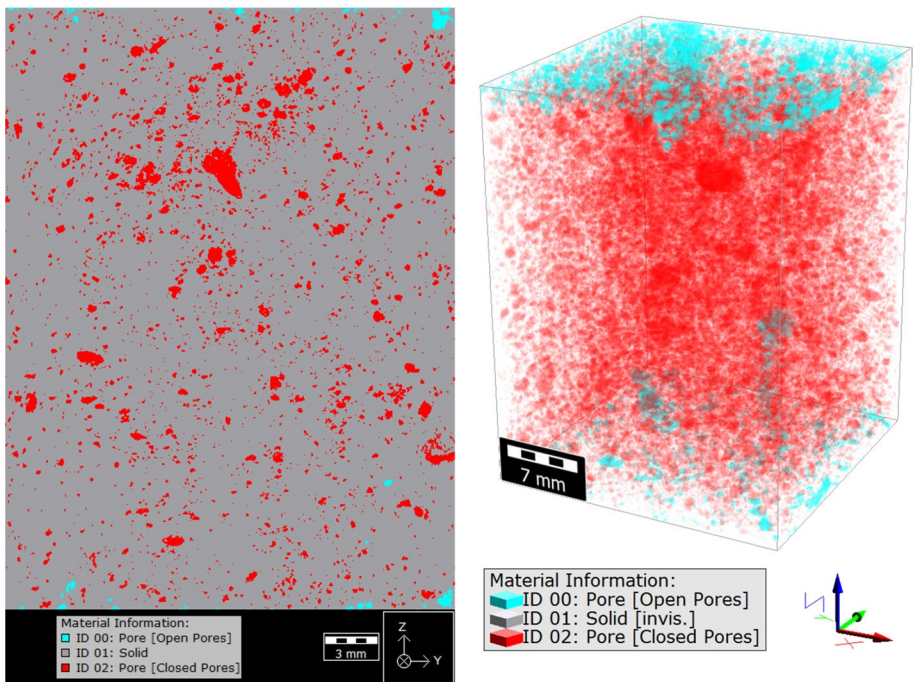 Material Information:
ID 00: Pore [Open Pores]
ID 01: Solid
ID 02: Pore [Closed Pores]
3 mm
Z
Y
7 mm
Material Information:
ID 00: Pore [Open Pores]
ID 01: Solid [invis.]
ID 02: Pore [Closed Pores]
Z
Y
X